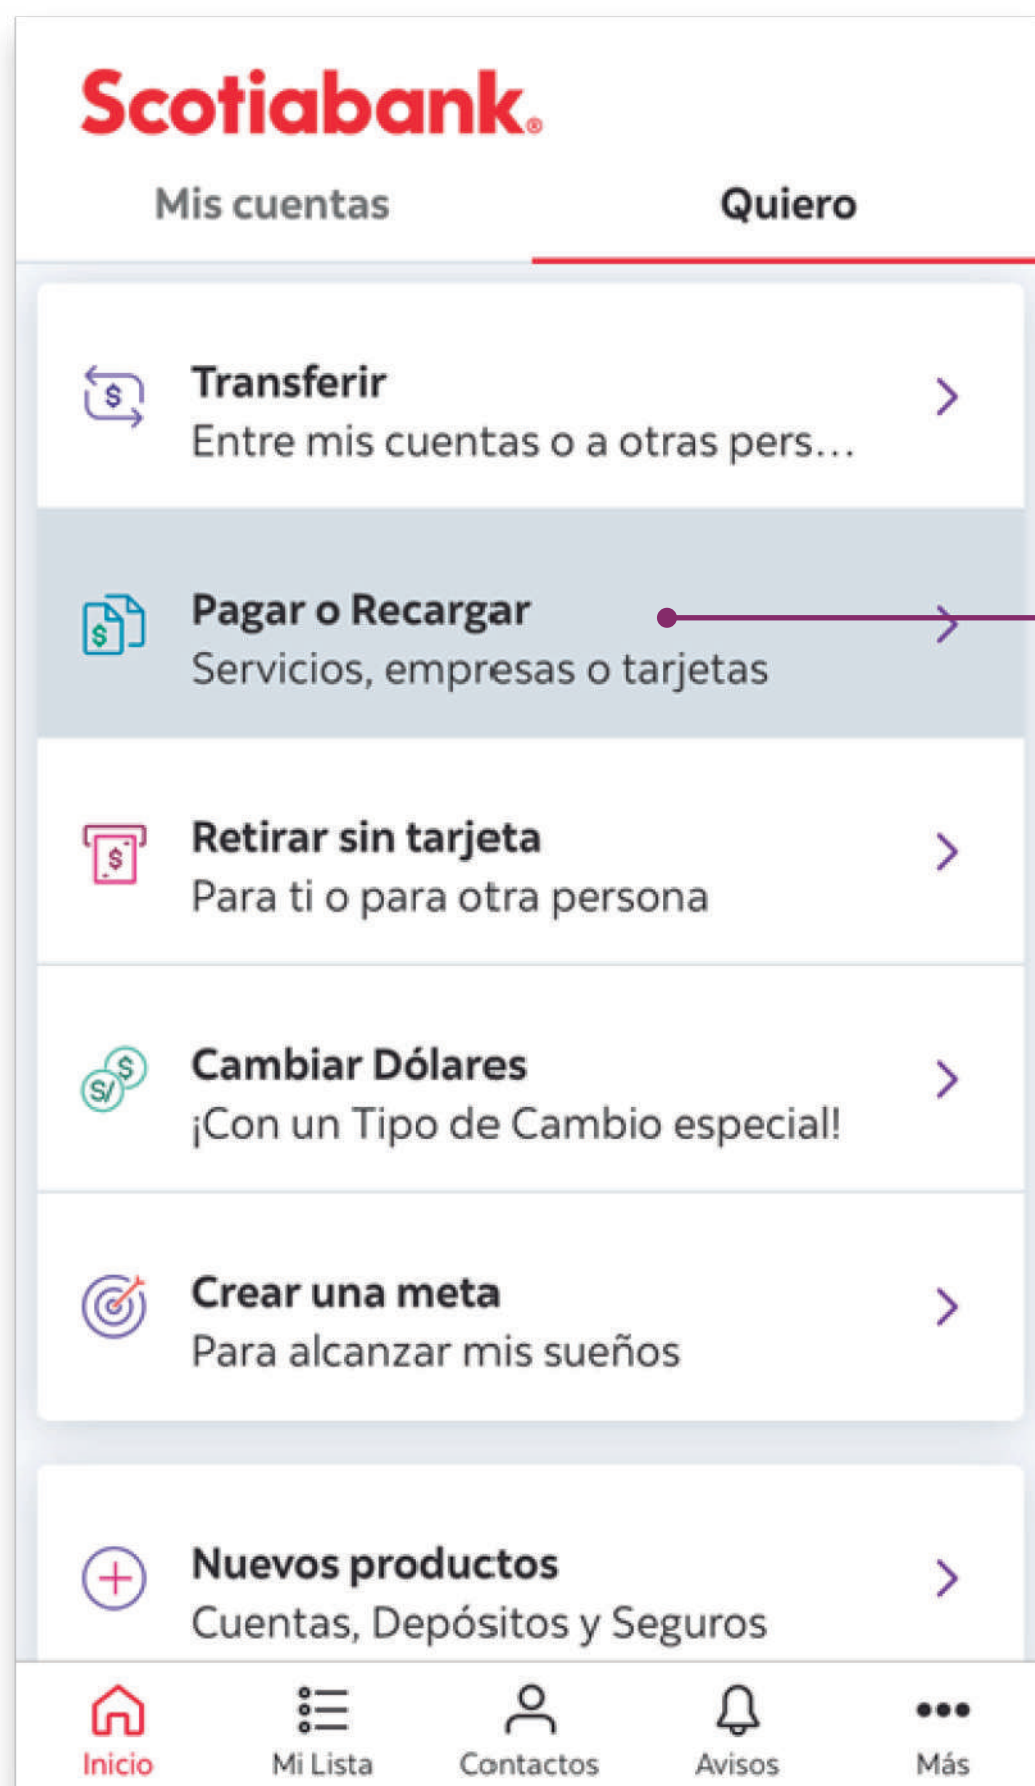 Scotiabank®
Mis cuentas
Quiero
Transferir
Entre mis cuentas o a otras pers...
Pagar o Recargar
Servicios, empresas o tarjetas
Retirar sin tarjeta
Para ti o para otra persona
Cambiar Dólares
¡Con un Tipo de Cambio especial!
Crear una meta
Para alcanzar mis sueños
Nuevos productos
Cuentas, Depósitos y Seguros
Inicio
Mi Lista
Contactos
Avisos
Más